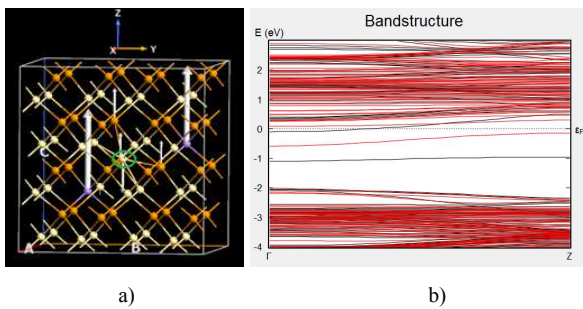 Z
X Y
C
A B
a)
Bandstructure
E (eV)
2
1
0
-1
-2
-3
-4
εF
Γ Z
b)